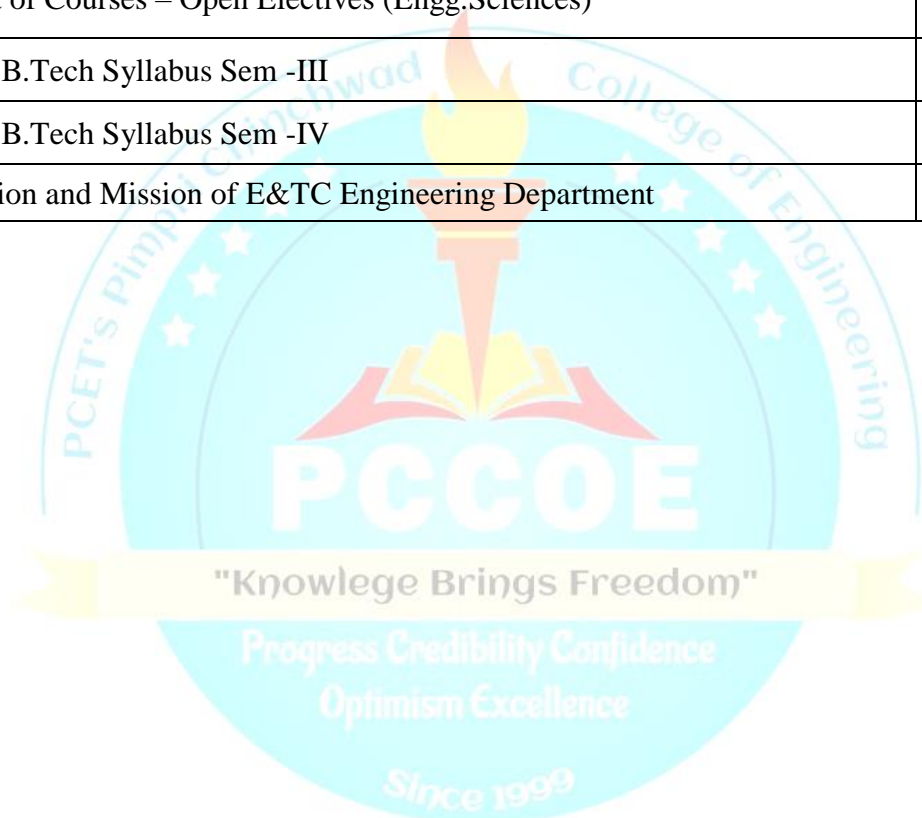 of Courses – Open Electives (Engg.Sciences)
B.Tech Syllabus Sem -III
B.Tech Syllabus Sem -IV
ion and Mission of E&TC Engineering Department
PCET's Pimpri Chinchwad College of Engineering
PCCOE
"Knowlege Brings Freedom"
Progress Credibility Confidence
Optimism Excellence
Since 1999